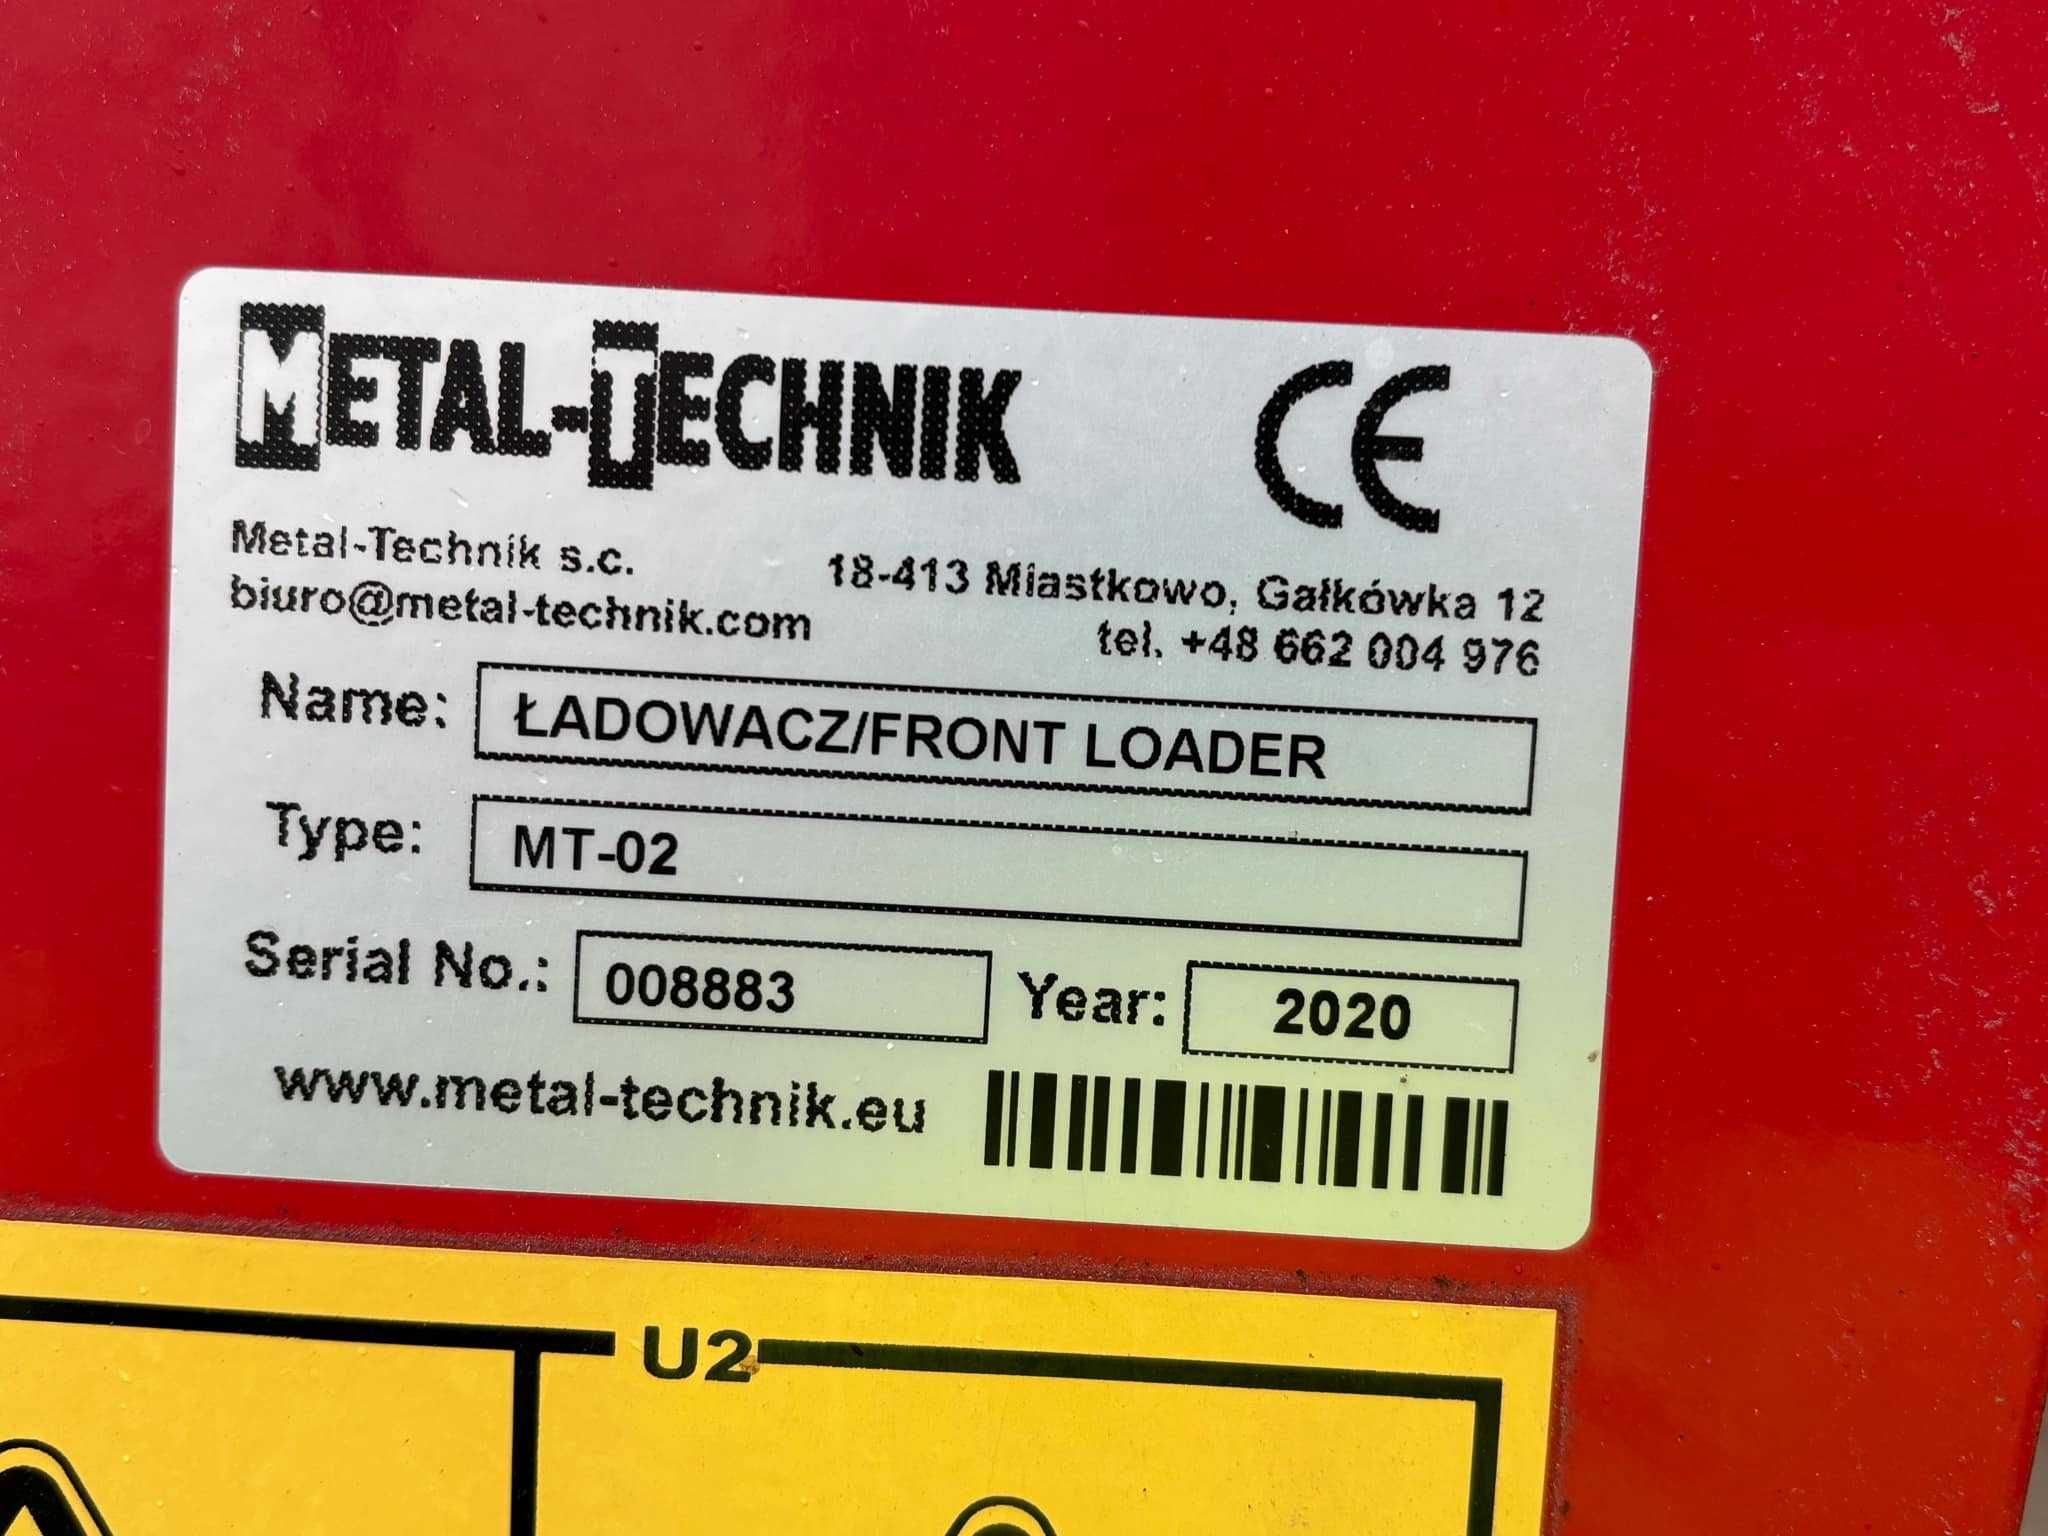 METAL-TECHNIK CE
Metal-Technik s.c.
biuro@metal-technik.com
18-413 Miastkowo, Gałkówka 12
tel. +48 662 004 976
Name: ŁADOWACZ/FRONT LOADER
Type: MT-02
Serial No.: 008883 Year: 2020
www.metal-technik.eu
U2